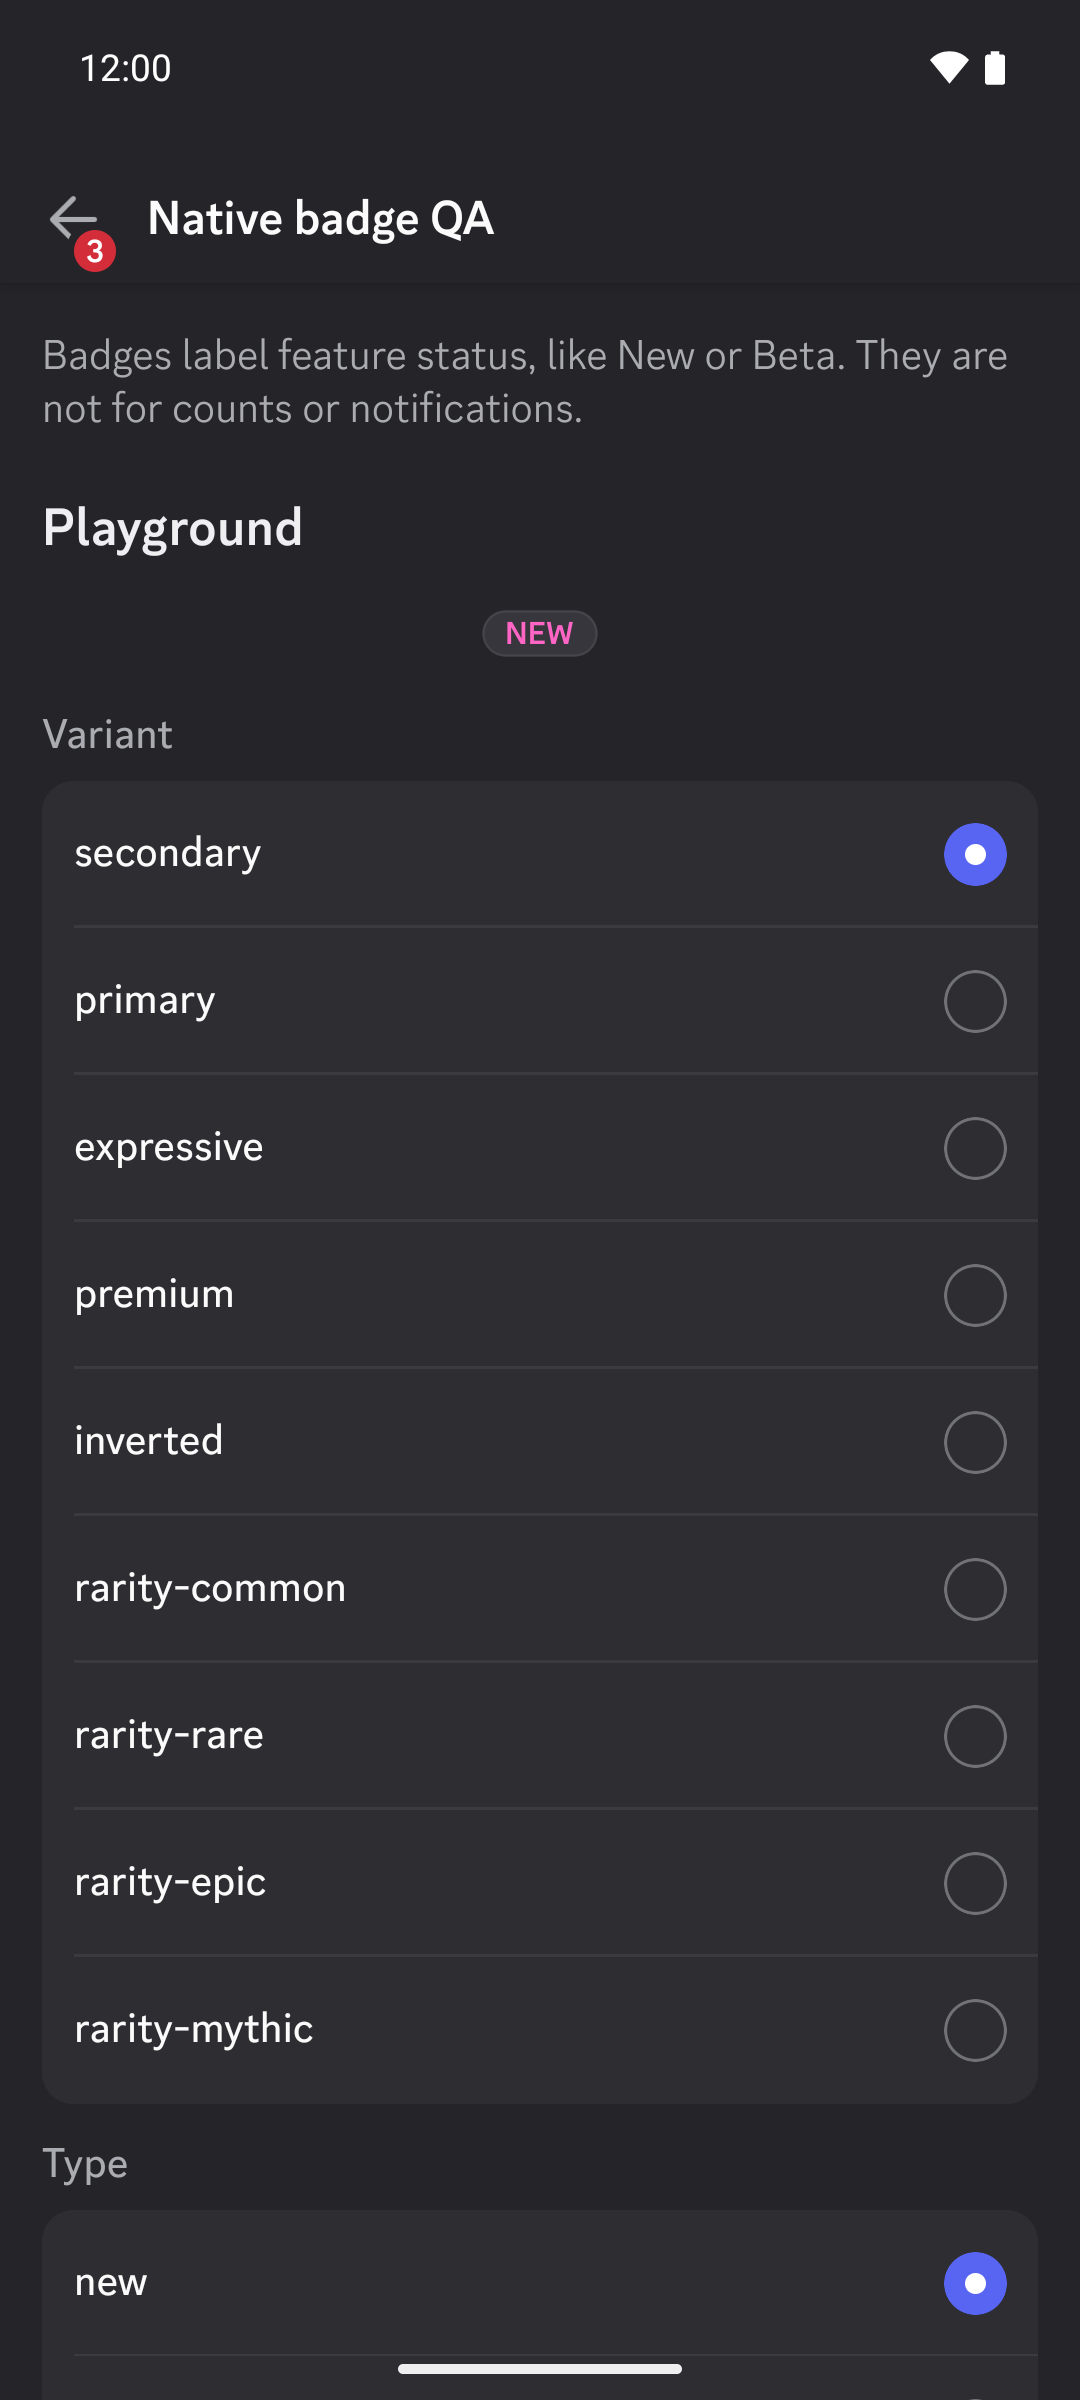 12:00
Native badge QA
3
Badges label feature status, like New or Beta. They are
not for counts or notifications.
Playground
NEW
Variant
secondary
primary
expressive
premium
inverted
rarity-common
rarity-rare
rarity-epic
rarity-mythic
Type
new